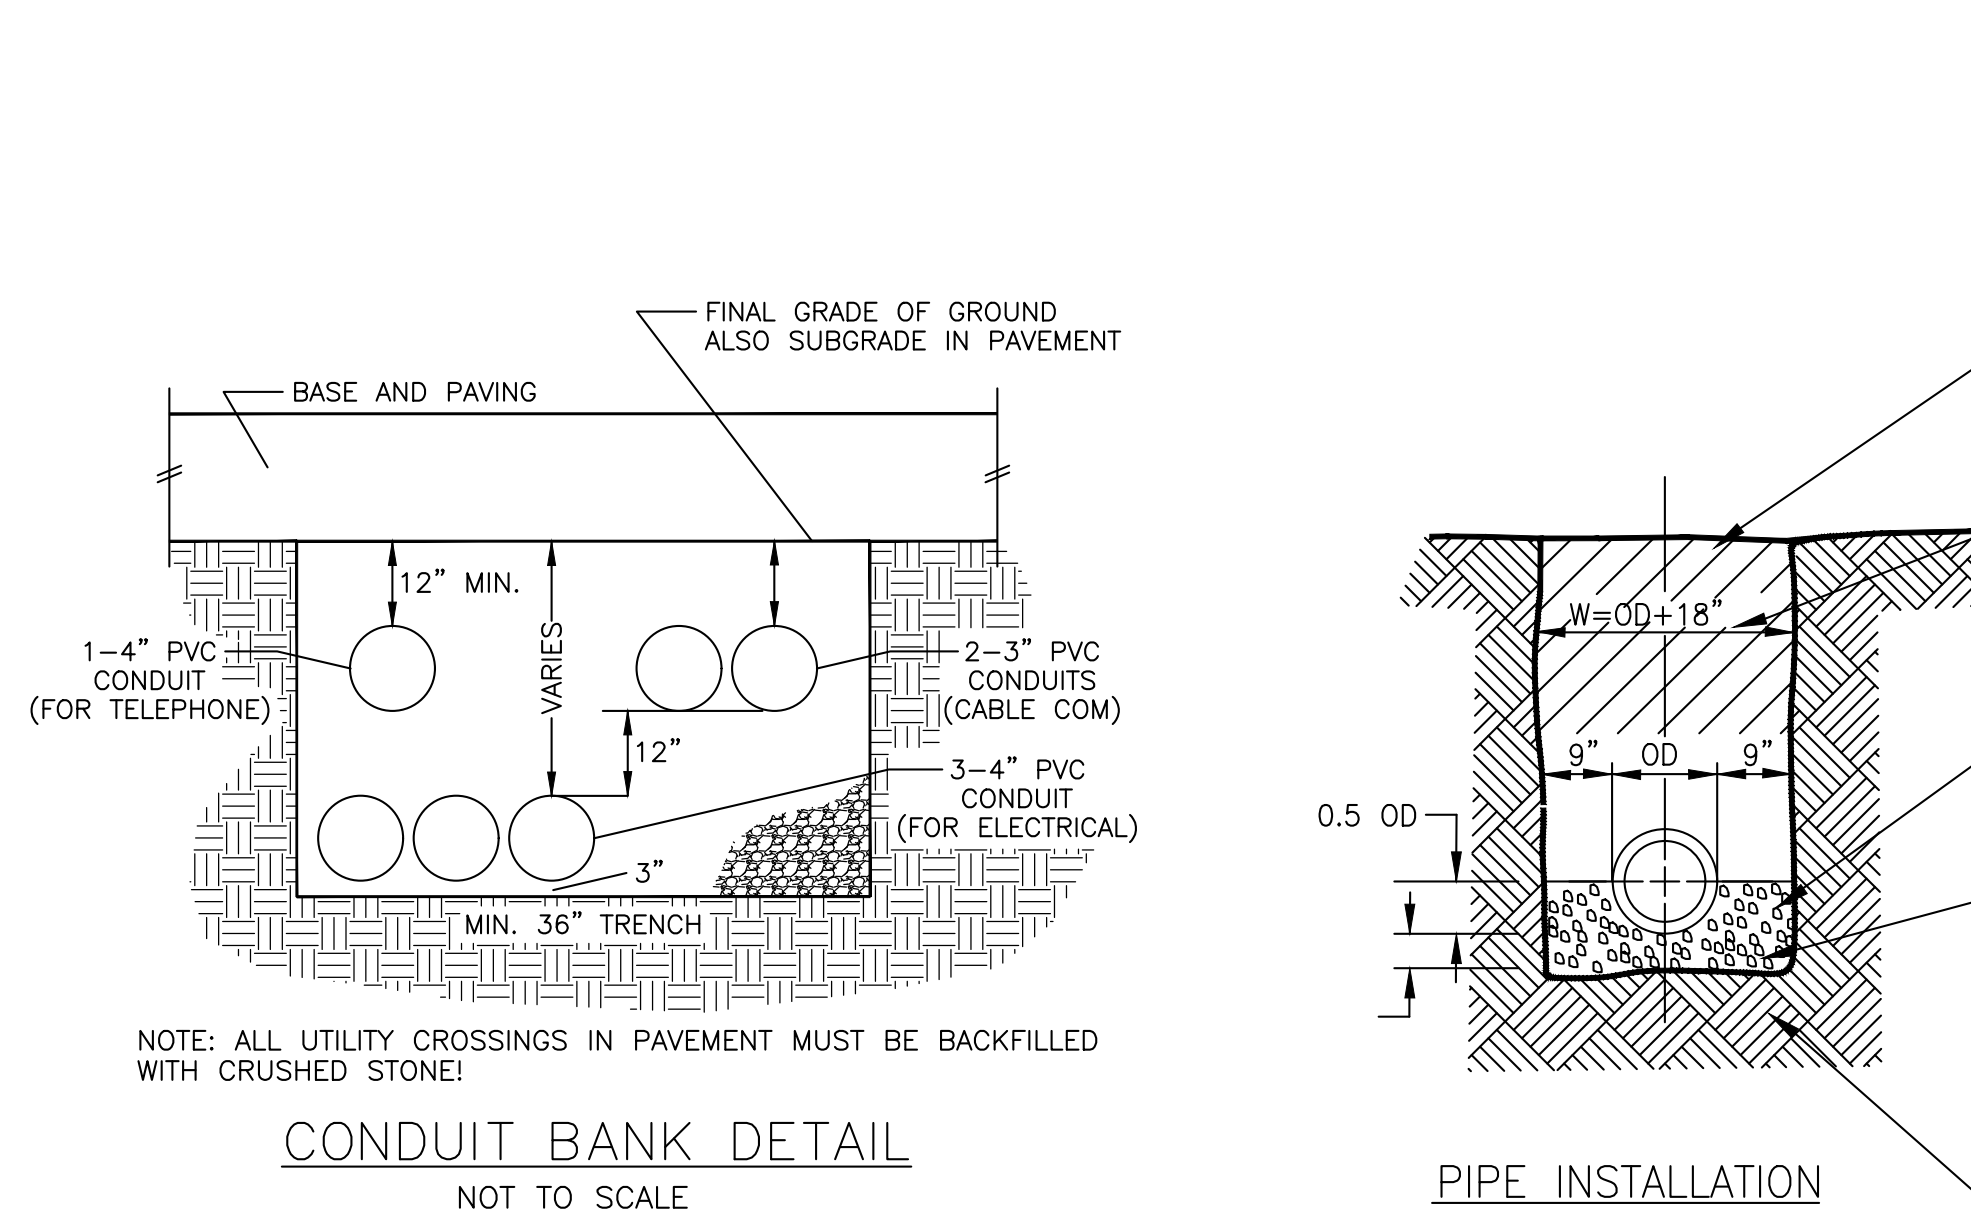 FINAL GRADE OF GROUND
ALSO SUBGRADE IN PAVEMENT
BASE AND PAVING
12" MIN.
1-4" PVC
CONDUIT
(FOR TELEPHONE)
VARIES
2-3" PVC
CONDUITS
(CABLE COM)
12"
3-4" PVC
CONDUIT
(FOR ELECTRICAL)
3"
MIN. 36" TRENCH
NOTE: ALL UTILITY CROSSINGS IN PAVEMENT MUST BE BACKFILLED
WITH CRUSHED STONE!
CONDUIT BANK DETAIL
NOT TO SCALE
W=OD+18"
9" OD 9"
0.5 OD
PIPE INSTALLATION